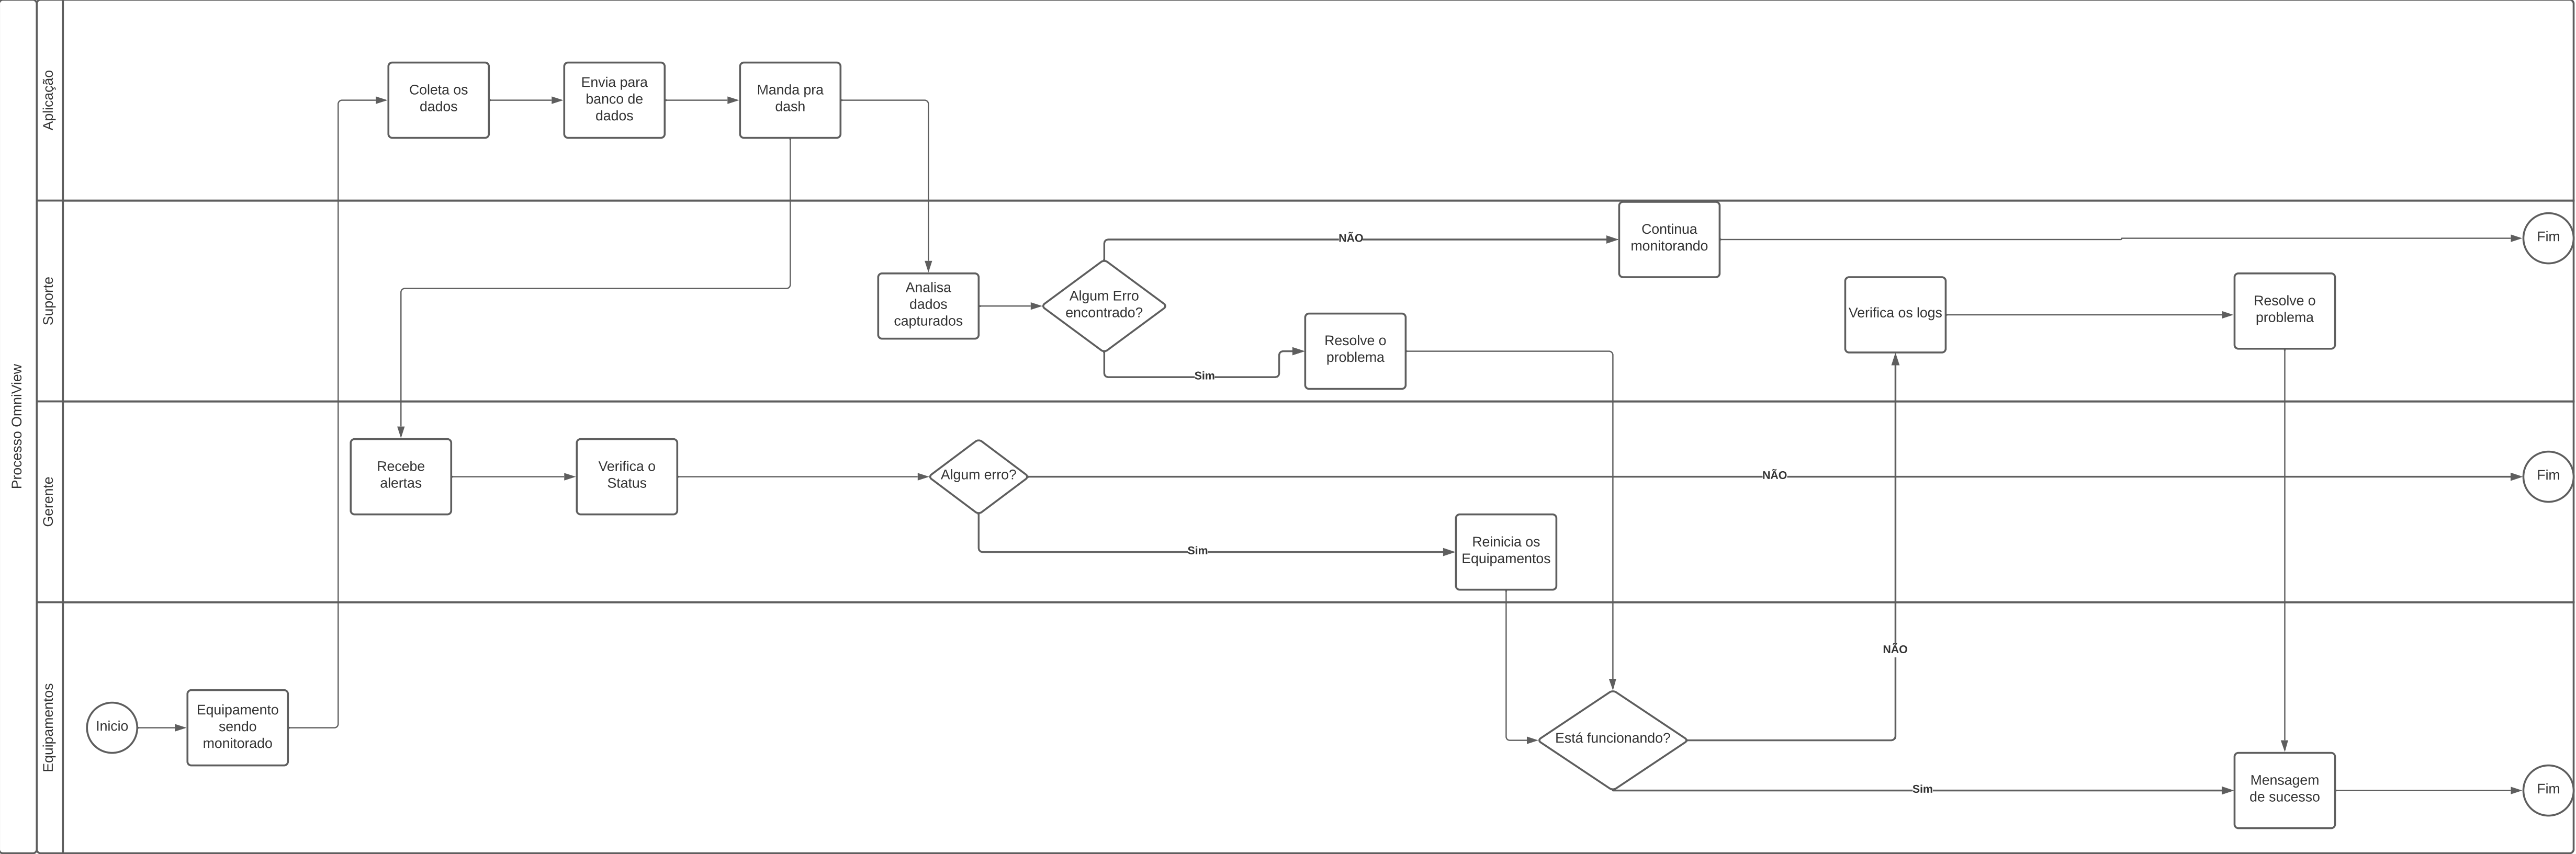 Processo OmniView
Aplicação
Coleta os
dados
Envia para
banco de
dados
Manda pra
dash
Suporte
Analisa
dados
capturados
Algum Erro
encontrado?
NÃO
Sim
Continua
monitorando
Resolve o
problema
Verifica os logs
Resolve o
problema
Fim
Gerente
Recebe
alertas
Verifica o
Status
Algum erro?
NÃO
Sim
Reinicia os
Equipamentos
Fim
Equipamentos
Inicio
Equipamento
sendo
monitorado
Está funcionando?
NÃO
Sim
Mensagem
de sucesso
Fim